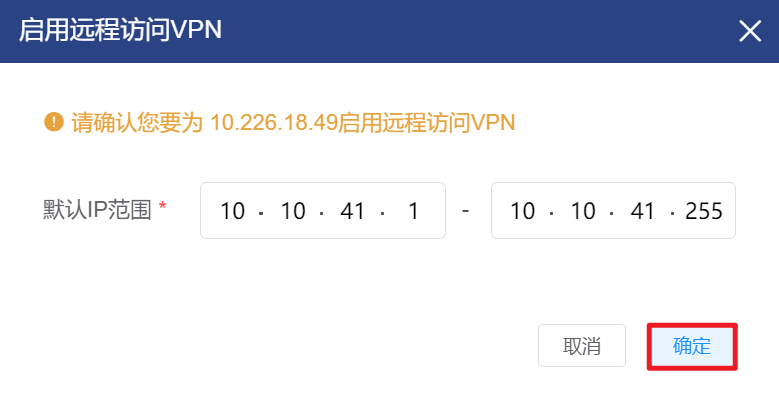 启用远程访问VPN
! 请确认您要为 10.226.18.49启用远程访问VPN
默认IP范围 * 10 . 10 . 41 . 1 - 10 . 10 . 41 . 255
取消 确定